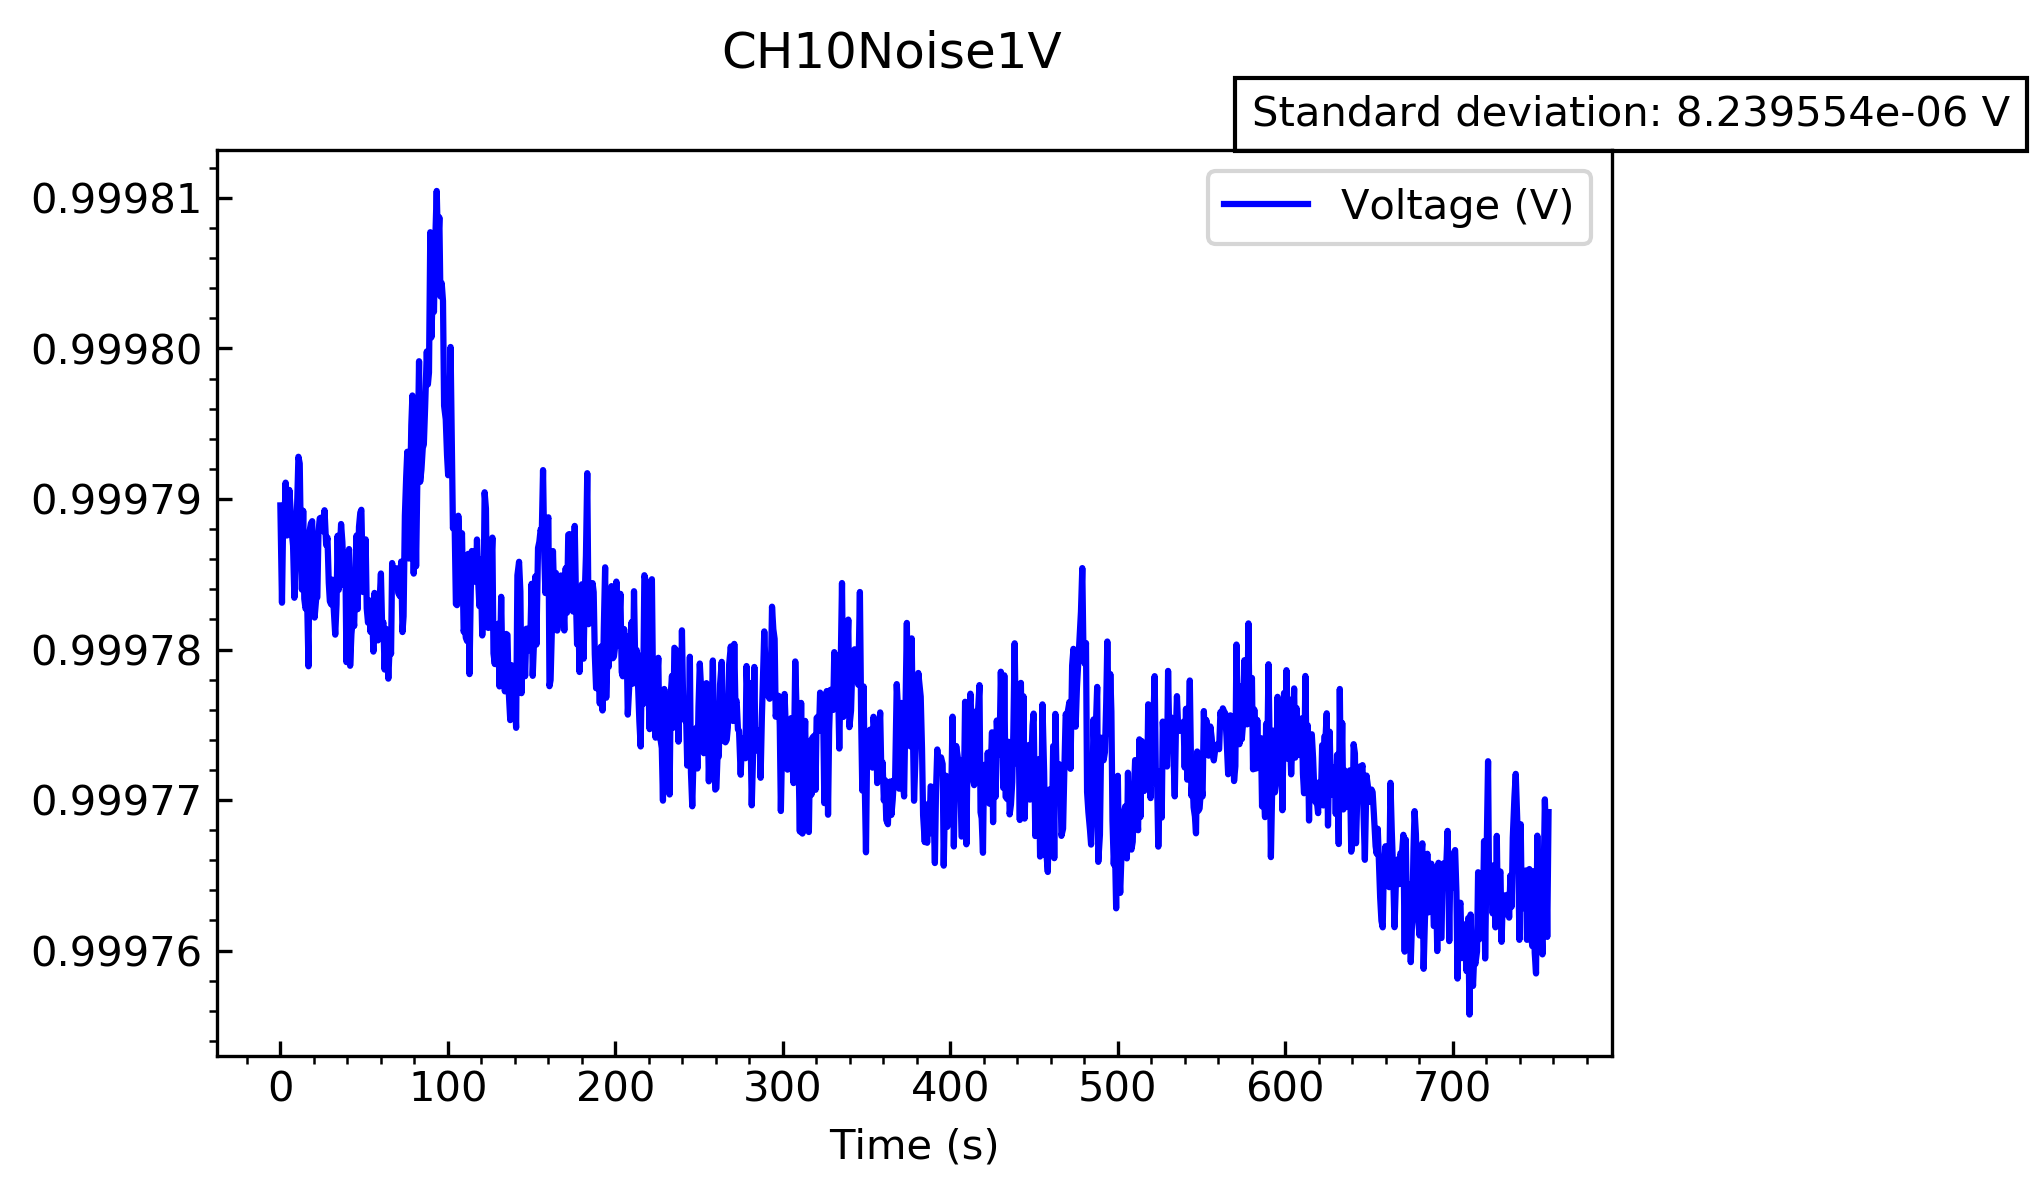 CH10Noise1V
Standard deviation: 8.239554e-06 V
Voltage (V)
0.99981
0.99980
0.99979
0.99978
0.99977
0.99976
0 100 200 300 400 500 600 700
Time (s)